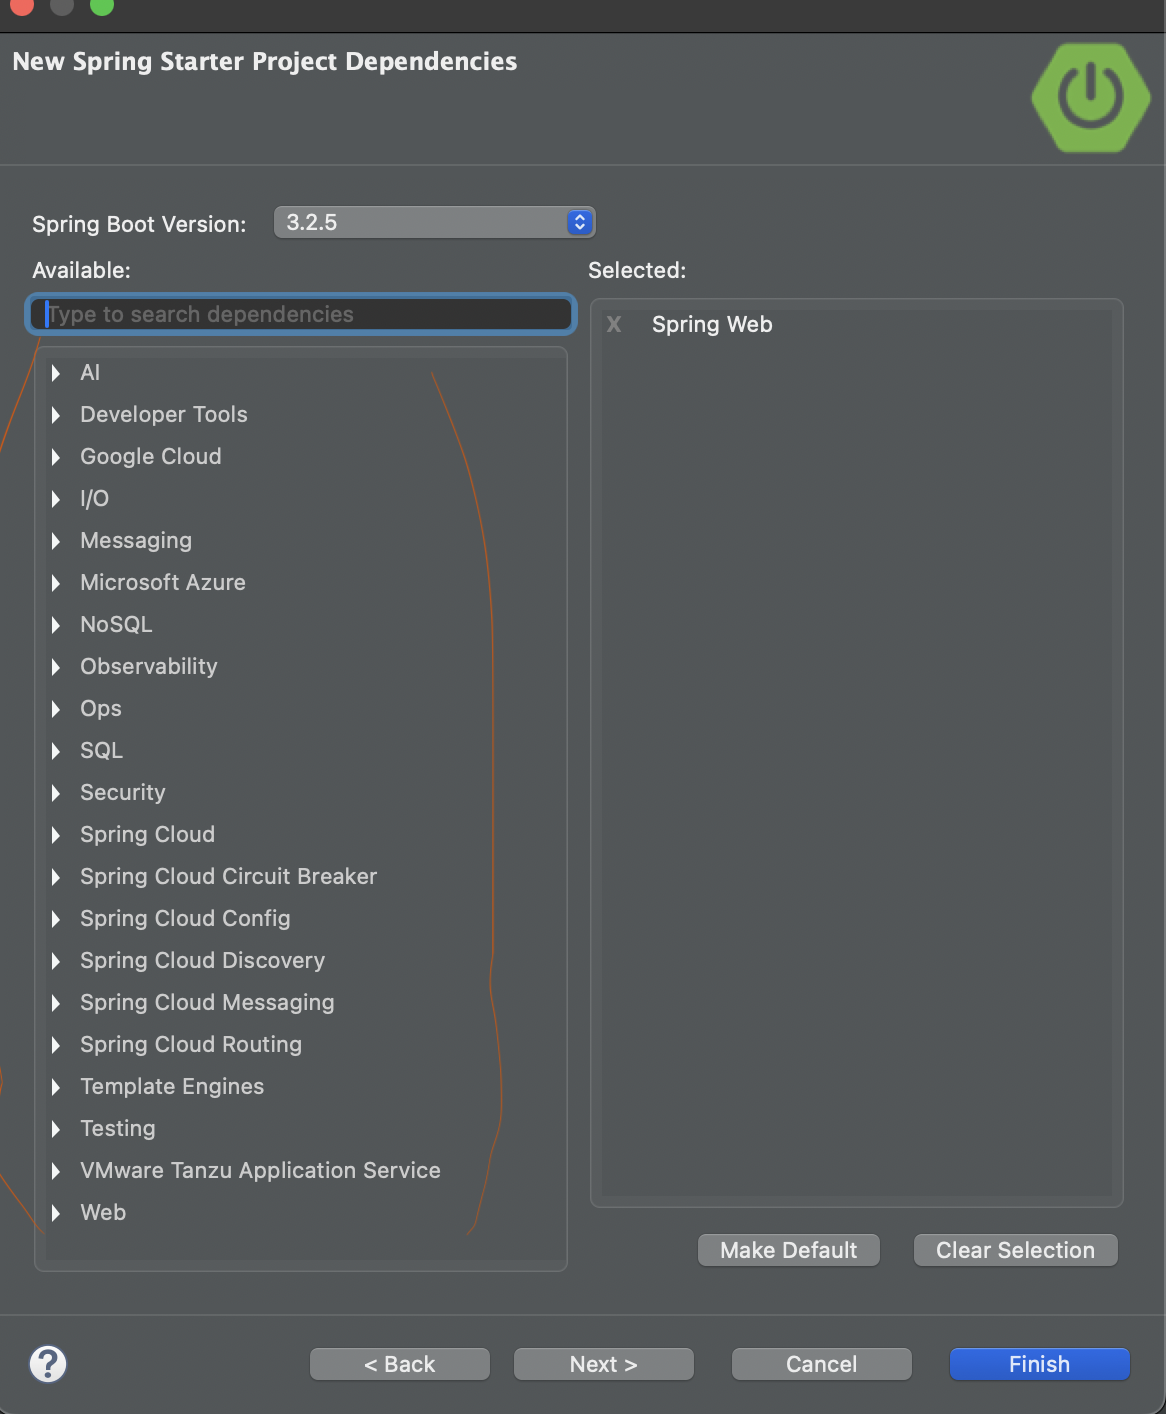 New Spring Starter Project Dependencies
Spring Boot Version: 3.2.5
Available:
Selected:
Type to search dependencies
X Spring Web
AI
Developer Tools
Google Cloud
I/O
Messaging
Microsoft Azure
NoSQL
Observability
Ops
SQL
Security
Spring Cloud
Spring Cloud Circuit Breaker
Spring Cloud Config
Spring Cloud Discovery
Spring Cloud Messaging
Spring Cloud Routing
Template Engines
Testing
VMware Tanzu Application Service
Web
Make Default
Clear Selection
?
< Back
Next >
Cancel
Finish